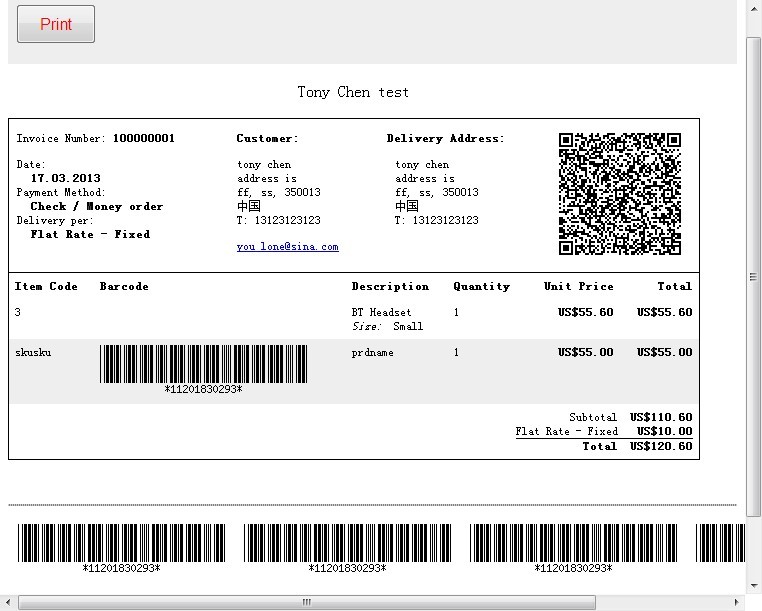 Print
Tony Chen test
Invoice Number: 100000001
Date:
17.03.2013
Payment Method:
Check / Money order
Delivery per:
Flat Rate - Fixed
Customer:
tony chen
address is
ff, ss, 350013
中国
T: 13123123123
you_lone@sina.com
Delivery Address:
tony chen
address is
ff, ss, 350013
中国
T: 13123123123
Item Code Barcode Description Quantity Unit Price Total
3 BT Headset 1 US$55.60 US$55.60
Size: Small
skusku prdname 1 US$55.00 US$55.00
*11201830293*
Subtotal US$110.60
Flat Rate - Fixed US$10.00
Total US$120.60
*11201830293* *11201830293* *11201830293*